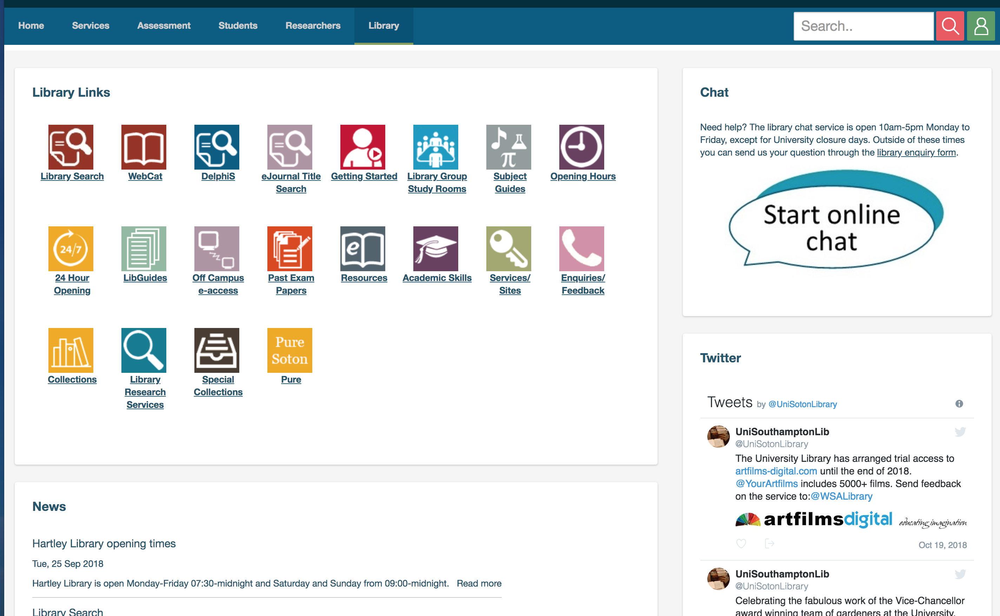 Home Services Assessment Students Researchers Library Search..
Library Links
Library Search WebCat DelphiS eJournal Title Getting Started Library Group Subject Opening Hours
Search Study Rooms Guides
24/7
e
24 Hour LibGuides Off Campus Past Exam Resources Academic Skills Services/ Enquiries/
Opening e-access Papers Sites Feedback
Pure
Soton
Collections Library Special Pure
Research Collections
Services
News
Hartley Library opening times
Tue, 25 Sep 2018
Hartley Library is open Monday-Friday 07:30-midnight and Saturday and Sunday from 09:00-midnight. Read more
Library Search
Chat
Need help? The library chat service is open 10am-5pm Monday to
Friday, except for University closure days. Outside of these times
you can send us your question through the library enquiry form.
Start online
chat
Twitter
Tweets by @UniSotonLibrary
UniSouthamptonLib
@UniSotonLibrary
The University Library has arranged trial access to
artfilms-digital.com until the end of 2018.
@YourArtfilms includes 5000+ films. Send feedback
on the service to:@WSALibrary
artfilmsdigital educating imagination
Oct 19, 2018
UniSouthamptonLib
@UniSotonLibrary
Celebrating the fabulous work of the Vice-Chancellor
award winning team of gardeners at the University.